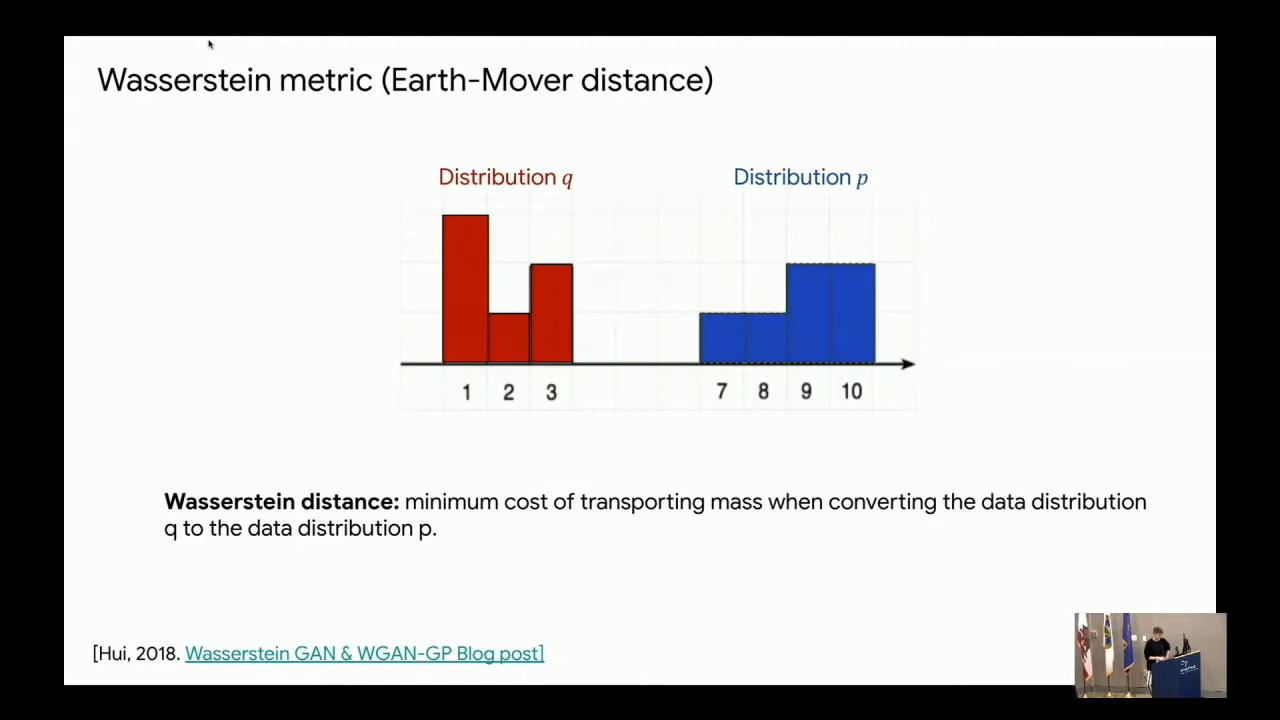 Wasserstein metric (Earth-Mover distance)
Distribution q
Distribution p
1 2 3 7 8 9 10
Wasserstein distance: minimum cost of transporting mass when converting the data distribution
q to the data distribution p.
[Hui, 2018. Wasserstein GAN & WGAN-GP Blog post]